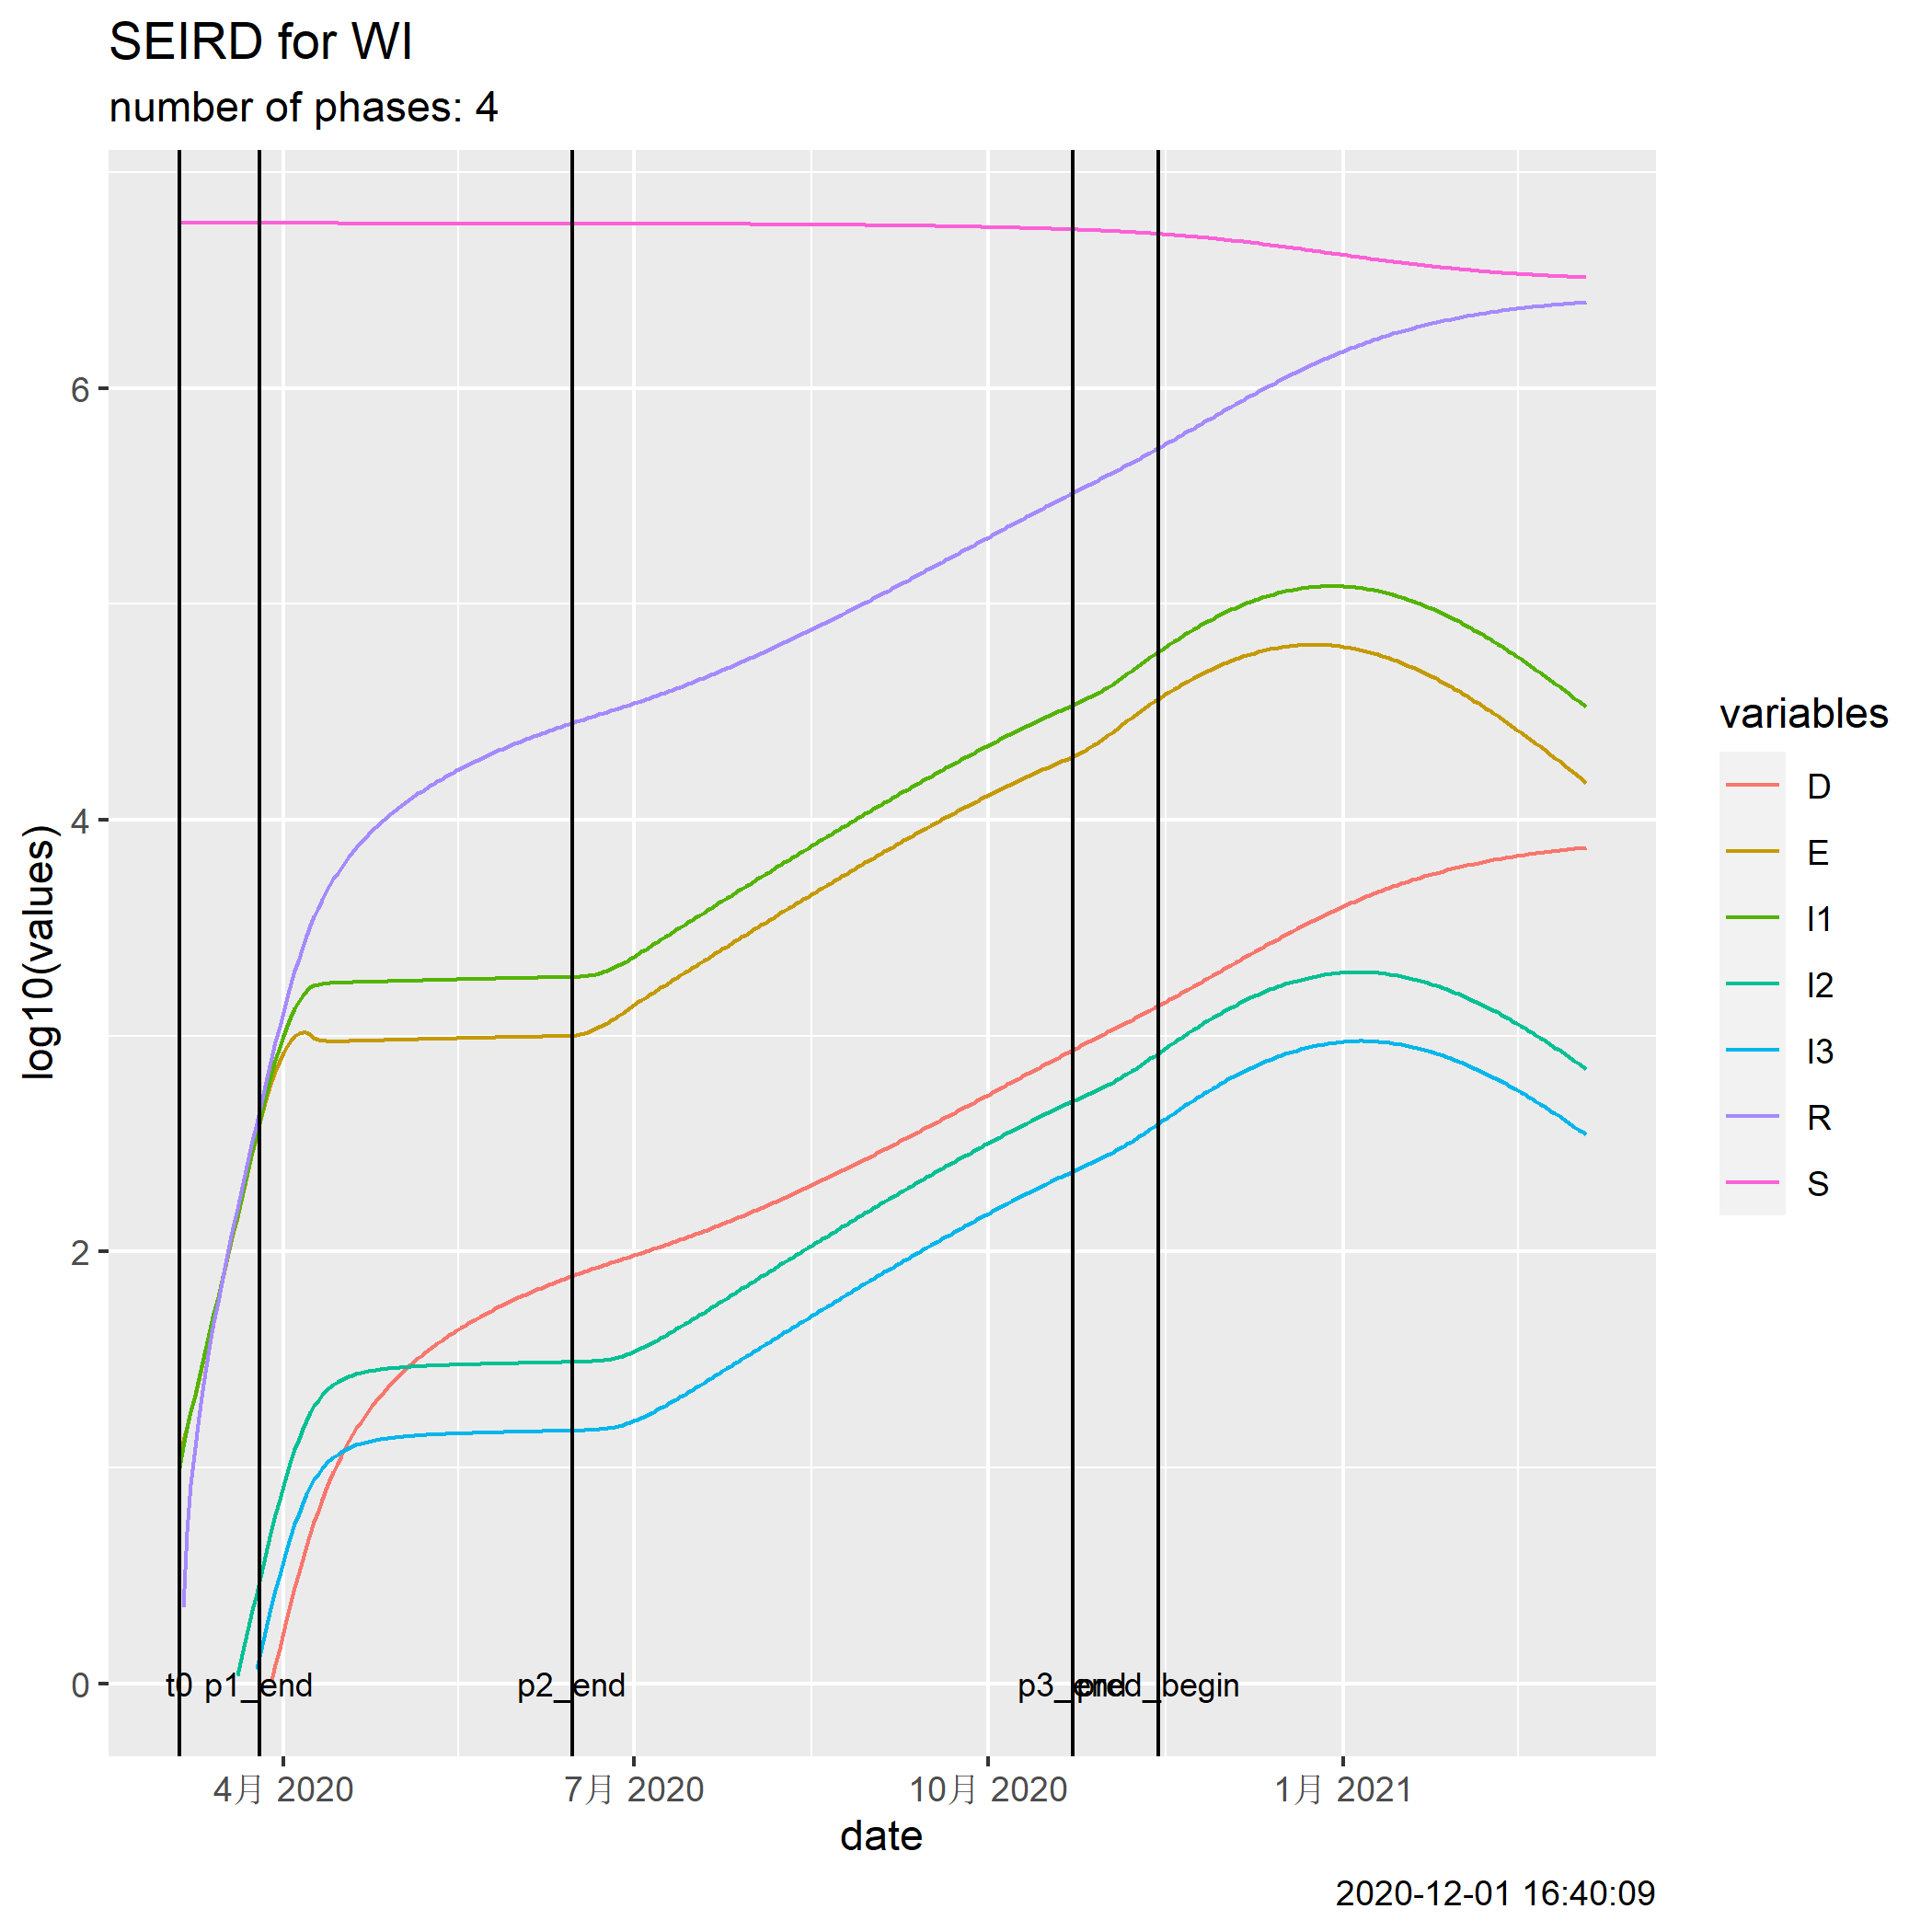 SEIRD for WI
number of phases: 4
log10(values)
6
4
2
0
t0
p1_end
p2_end
p3_end
pred_begin
4月 2020
7月 2020
10月 2020
1月 2021
date
variables
D
E
I1
I2
I3
R
S
2020-12-01 16:40:09